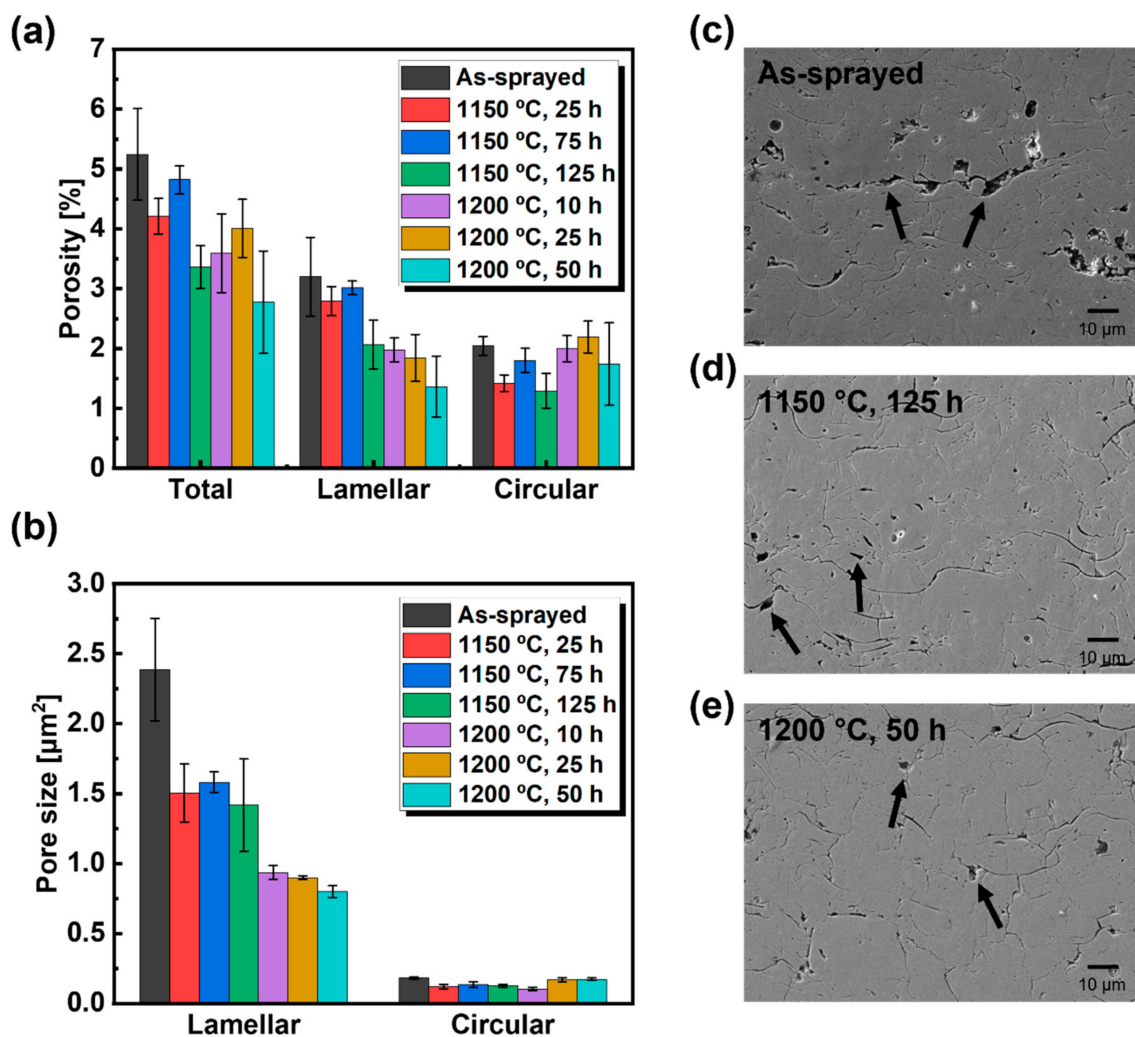 (a)
7
6
5
4
3
2
1
0
Porosity [%]
As-sprayed
1150 ºC, 25 h
1150 ºC, 75 h
1150 ºC, 125 h
1200 ºC, 10 h
1200 ºC, 25 h
1200 ºC, 50 h
Total Lamellar Circular
(b)
3.0
2.5
2.0
1.5
1.0
0.5
0.0
Pore size [µm²]
As-sprayed
1150 ºC, 25 h
1150 ºC, 75 h
1150 ºC, 125 h
1200 ºC, 10 h
1200 ºC, 25 h
1200 ºC, 50 h
Lamellar Circular
(c)
As-sprayed
10 µm
(d)
1150 °C, 125 h
10 µm
(e)
1200 °C, 50 h
10 µm